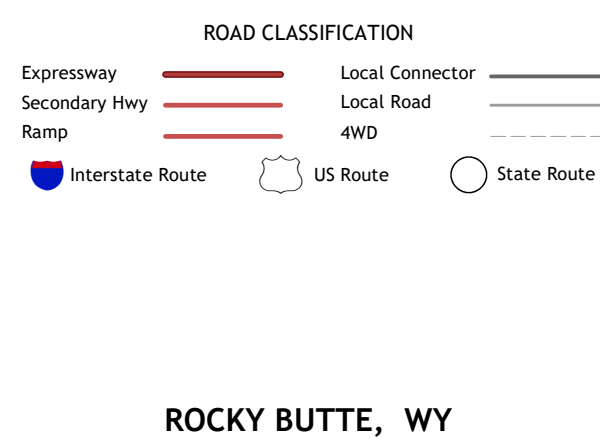 ROAD CLASSIFICATION
Expressway
Local Connector
Secondary Hwy
Local Road
Ramp
4WD
Interstate Route
US Route
State Route
ROCKY BUTTE, WY